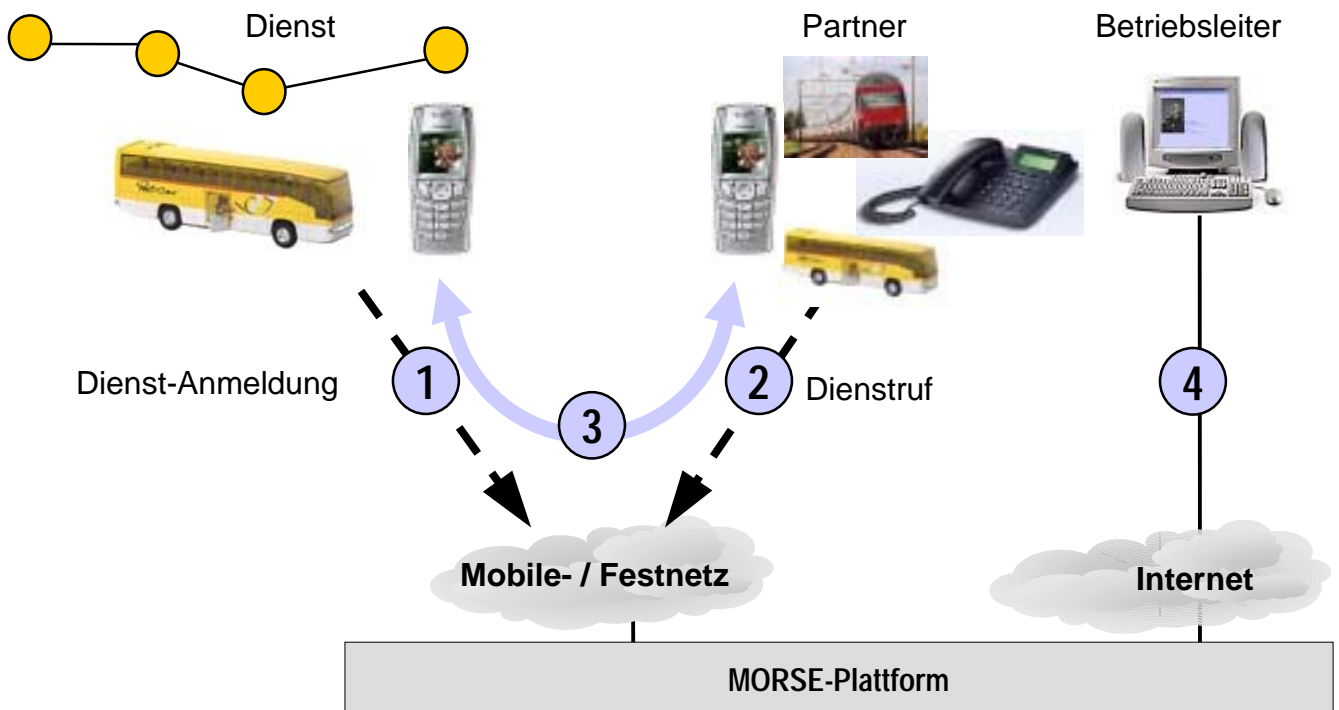 Dienst
Partner
Betriebsleiter
Dienst-Anmeldung
1
2
Dienstruf
3
4
Mobile- / Festnetz
Internet
MORSE-Plattform